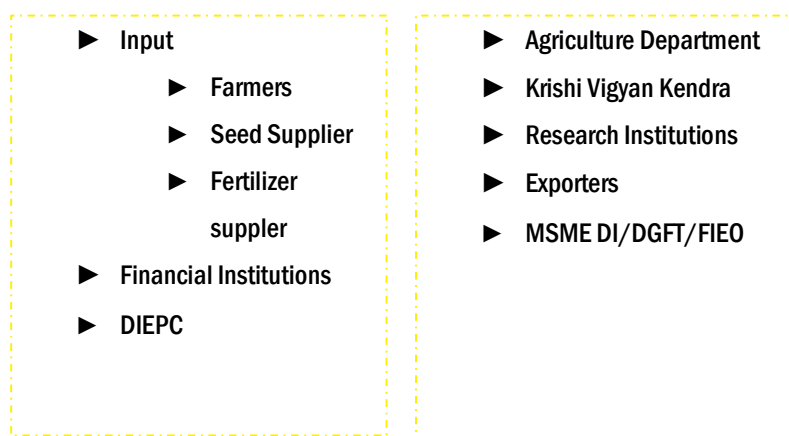 ► Input
► Farmers
► Seed Supplier
► Fertilizer
suppler
► Financial Institutions
► DIEPC
► Agriculture Department
► Krishi Vigyan Kendra
► Research Institutions
► Exporters
► MSME DI/DGFT/FIEO